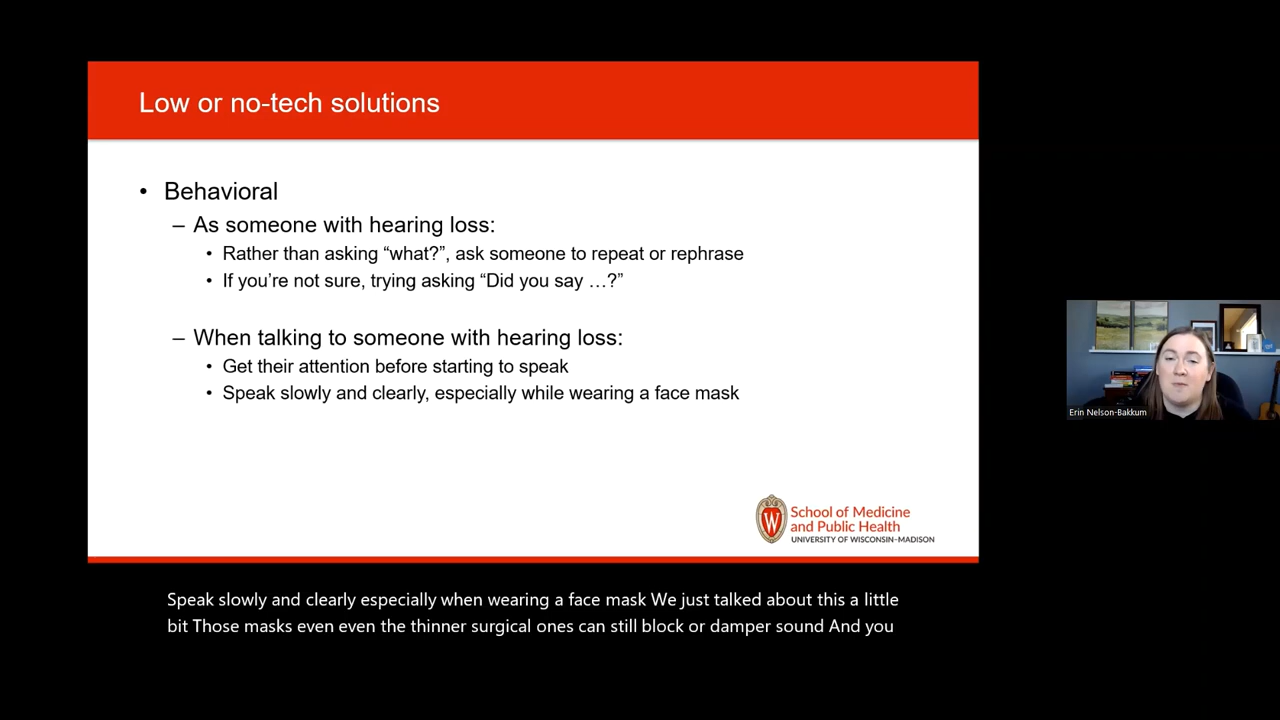 Low or no-tech solutions
• Behavioral
– As someone with hearing loss:
• Rather than asking “what?”, ask someone to repeat or rephrase
• If you’re not sure, trying asking “Did you say …?”
– When talking to someone with hearing loss:
• Get their attention before starting to speak
• Speak slowly and clearly, especially while wearing a face mask
W
School of Medicine
and Public Health
UNIVERSITY OF WISCONSIN–MADISON
Erin Nelson-Bakkum
Speak slowly and clearly especially when wearing a face mask We just talked about this a little
bit Those masks even even the thinner surgical ones can still block or damper sound And you